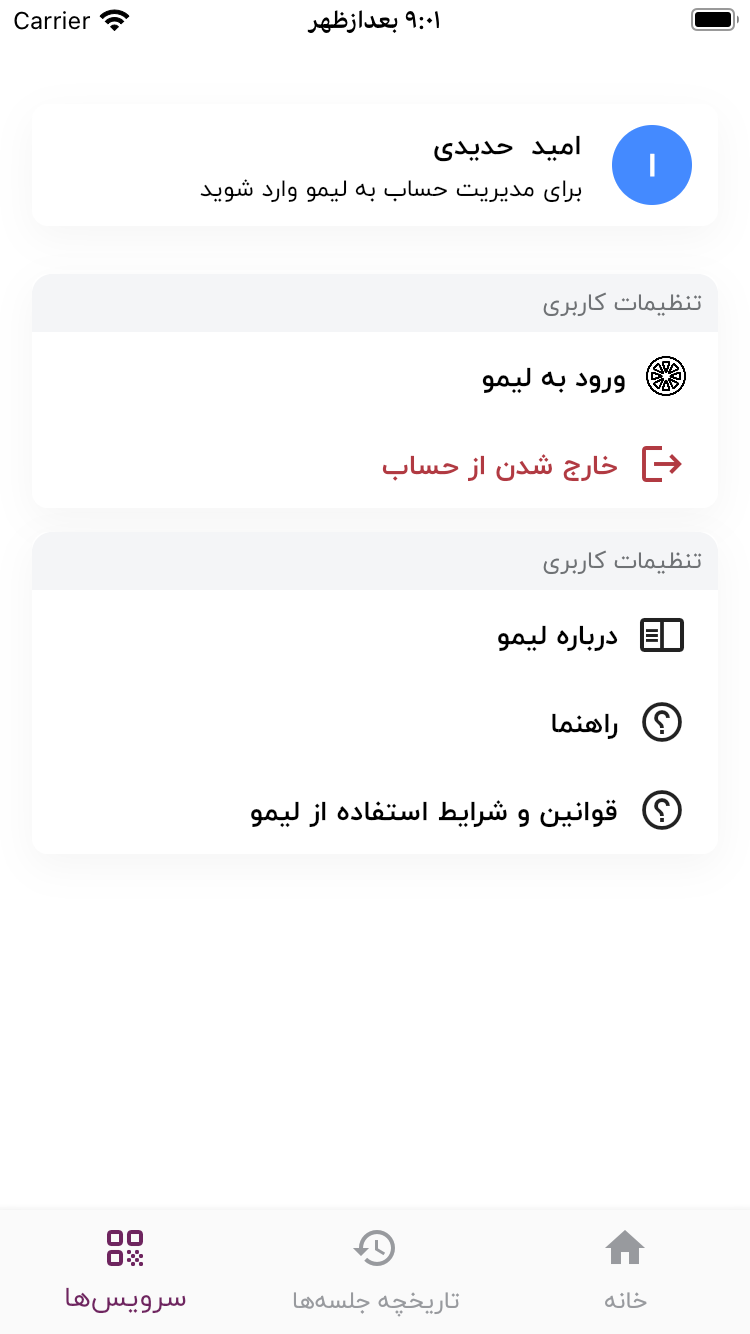 Carrier ۹:۰۱ بعدازظهر
ا
امید حدیدی
برای مدیریت حساب به لیمو وارد شوید
تنظیمات کاربری
ورود به لیمو
خارج شدن از حساب
تنظیمات کاربری
درباره لیمو
راهنما
قوانین و شرایط استفاده از لیمو
خانه
تاریخچه جلسه‌ها
سرویس‌ها